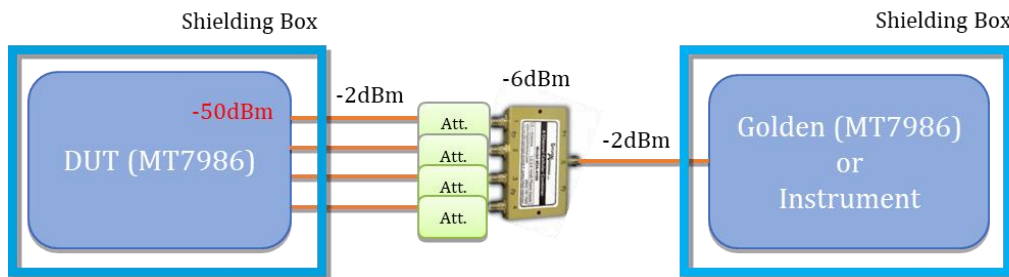 Shielding Box
Shielding Box
-6dBm
-2dBm
-50dBm
Att.
Att.
Att.
Att.
-2dBm
DUT (MT7986)
Golden (MT7986)
or
Instrument